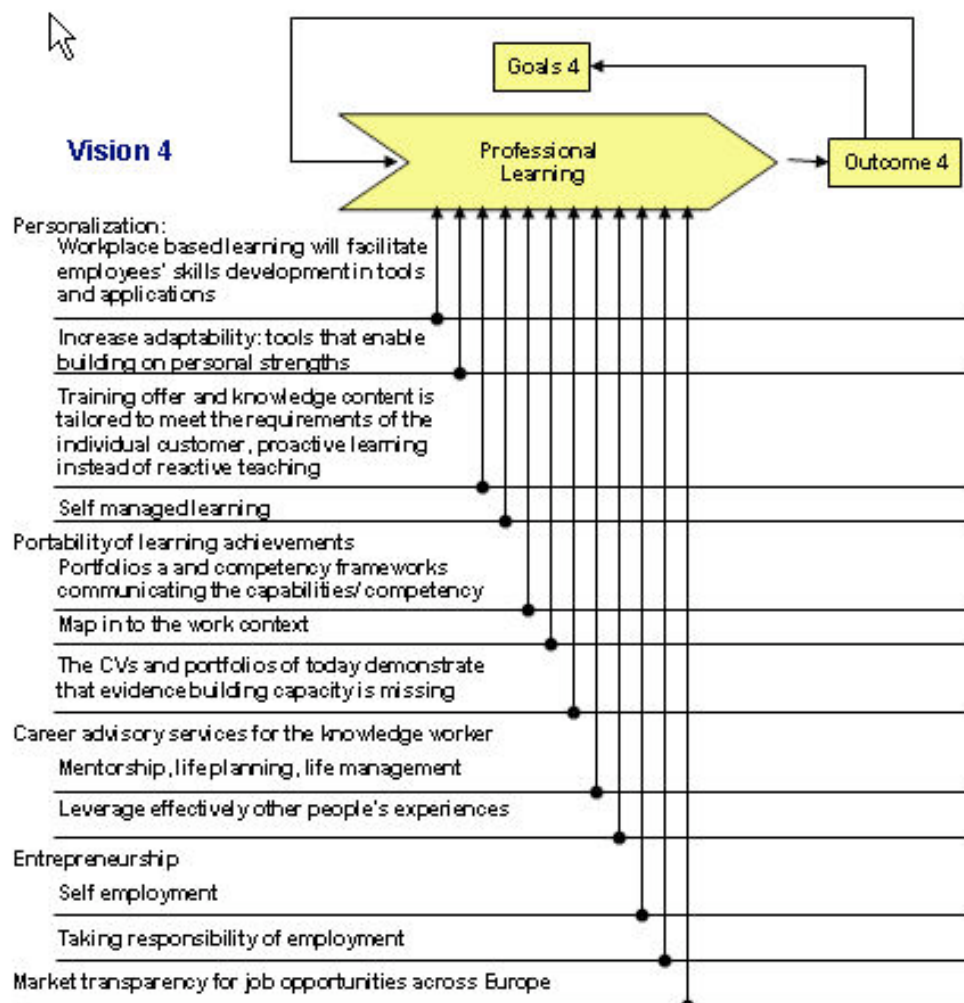 Goals 4
Vision 4
Professional
Learning
Outcome 4
Personalization:
Workplace based learning will facilitate
employees' skills development in tools
and applications
Increase adaptability: tools that enable
building on personal strengths
Training offer and knowledge content is
tailored to meet the requirements of the
individual customer, proactive learning
instead of reactive teaching
Self managed learning
Portability of learning achievements
Portfolios a and competency frameworks
communicating the capabilities/ competency
Map in to the work context
The CVs and portfolios of today demonstrate
that evidence building capacity is missing
Career advisory services for the knowledge worker
Mentorship, life planning, life management
Leverage effectively other people's experiences
Entrepreneurship
Self employment
Taking responsibility of employment
Market transparency for job opportunities across Europe